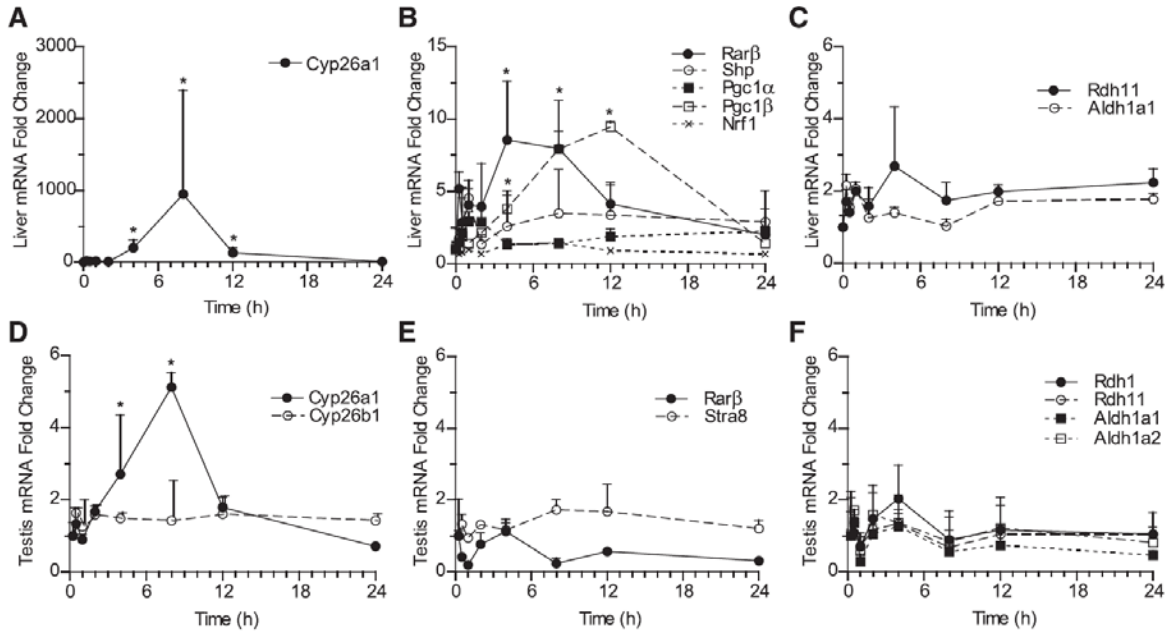 A
Liver mRNA Fold Change
3000
2000
1000
0
*
*
*
Cyp26a1
0 6 12 18 24
Time (h)
B
Liver mRNA Fold Change
15
10
5
0
*
*
*
*
Rarβ
Shp
Pgc1α
Pgc1β
Nrf1
0 6 12 18 24
Time (h)
C
Liver mRNA Fold Change
6
4
2
0
Rdh11
Aldh1a1
0 6 12 18 24
Time (h)
D
Testis mRNA Fold Change
6
4
2
0
*
*
Cyp26a1
Cyp26b1
0 6 12 18 24
Time (h)
E
Testis mRNA Fold Change
6
4
2
0
Rarβ
Stra8
0 6 12 18 24
Time (h)
F
Testis mRNA Fold Change
6
4
2
0
Rdh1
Rdh11
Aldh1a1
Aldh1a2
0 6 12 18 24
Time (h)